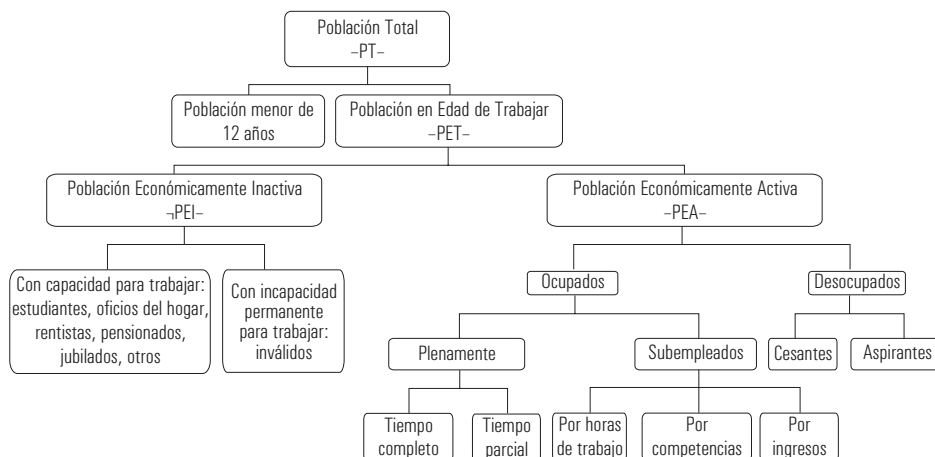 Población Total
–PT–
Población menor de
12 años
Población en Edad de Trabajar
–PET–
Población Económicamente Inactiva
¬PEI–
Población Económicamente Activa
–PEA–
Con capacidad para trabajar:
estudiantes, oficios del hogar,
rentistas, pensionados,
jubilados, otros
Con incapacidad
permanente
para trabajar:
inválidos
Ocupados
Desocupados
Plenamente
Subempleados
Cesantes
Aspirantes
Tiempo
completo
Tiempo
parcial
Por horas
de trabajo
Por
competencias
Por
ingresos